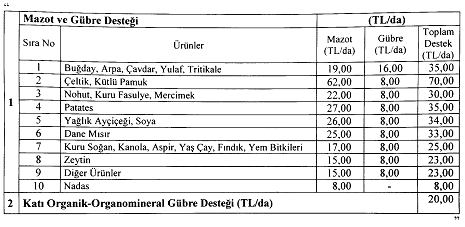 “
1 Mazot ve Gübre Desteği (TL/da)
Sıra No Ürünler Mazot (TL/da) Gübre (TL/da) Toplam Destek (TL/da)
1 Buğday, Arpa, Çavdar, Yulaf, Tritikale 19,00 16,00 35,00
2 Çeltik, Kütlü Pamuk 62,00 8,00 70,00
3 Nohut, Kuru Fasulye, Mercimek 22,00 8,00 30,00
4 Patates 27,00 8,00 35,00
5 Yağlık Ayçiçeği, Soya 26,00 8,00 34,00
6 Dane Mısır 25,00 8,00 33,00
7 Kuru Soğan, Kanola, Aspir, Yaş Çay, Fındık, Yem Bitkileri 17,00 8,00 25,00
8 Zeytin 15,00 8,00 23,00
9 Diğer Ürünler 15,00 8,00 23,00
10 Nadas 8,00 - 8,00
2 Katı Organik-Organomineral Gübre Desteği (TL/da) 20,00
”